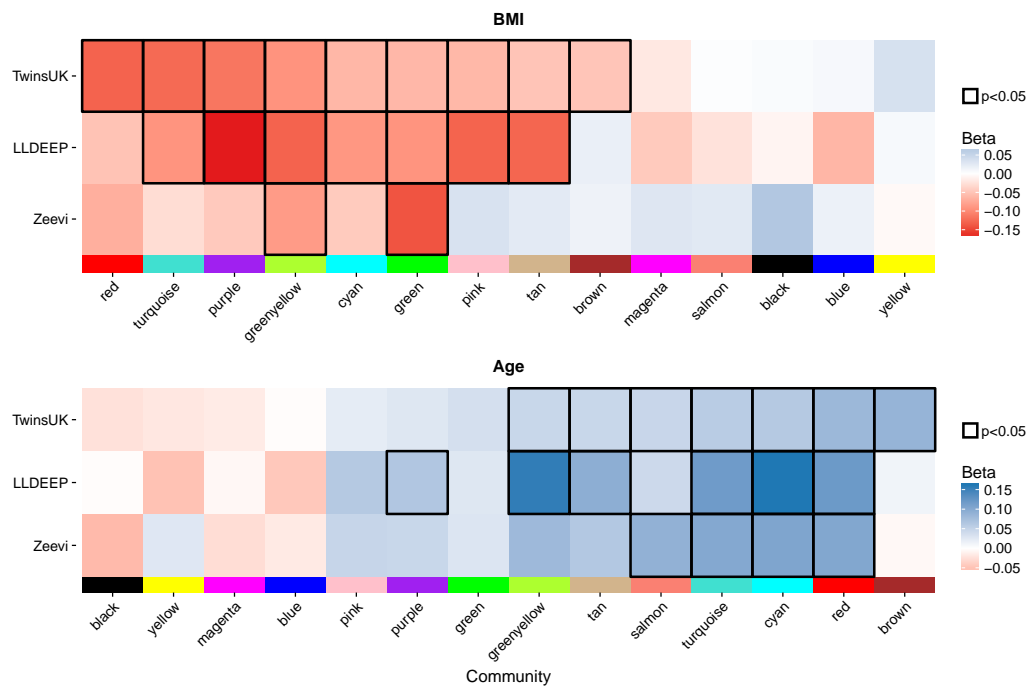 BMI
TwinsUK
LLDEEP
Zeevi
p<0.05
Beta
0.05
0.00
−0.05
−0.10
−0.15
red
turquoise
purple
greenyellow
cyan
green
pink
tan
brown
magenta
salmon
black
blue
yellow
Age
TwinsUK
LLDEEP
Zeevi
p<0.05
Beta
0.15
0.10
0.05
0.00
−0.05
black
yellow
magenta
blue
pink
purple
green
greenyellow
tan
salmon
turquoise
cyan
red
brown
Community